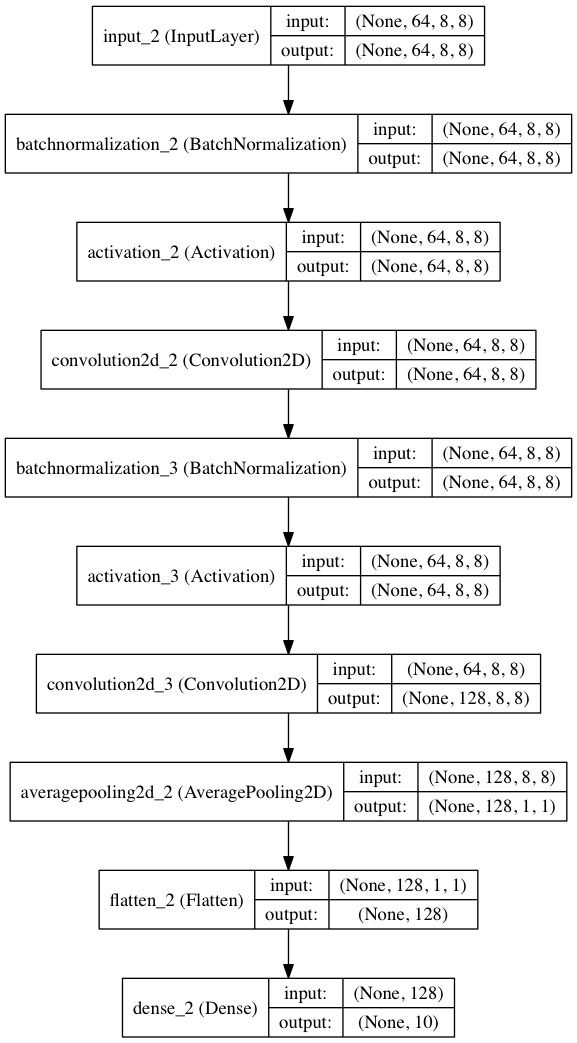 input_2 (InputLayer)
input: (None, 64, 8, 8)
output: (None, 64, 8, 8)
batchnormalization_2 (BatchNormalization)
input: (None, 64, 8, 8)
output: (None, 64, 8, 8)
activation_2 (Activation)
input: (None, 64, 8, 8)
output: (None, 64, 8, 8)
convolution2d_2 (Convolution2D)
input: (None, 64, 8, 8)
output: (None, 64, 8, 8)
batchnormalization_3 (BatchNormalization)
input: (None, 64, 8, 8)
output: (None, 64, 8, 8)
activation_3 (Activation)
input: (None, 64, 8, 8)
output: (None, 64, 8, 8)
convolution2d_3 (Convolution2D)
input: (None, 64, 8, 8)
output: (None, 128, 8, 8)
averagepooling2d_2 (AveragePooling2D)
input: (None, 128, 8, 8)
output: (None, 128, 1, 1)
flatten_2 (Flatten)
input: (None, 128, 1, 1)
output: (None, 128)
dense_2 (Dense)
input: (None, 128)
output: (None, 10)